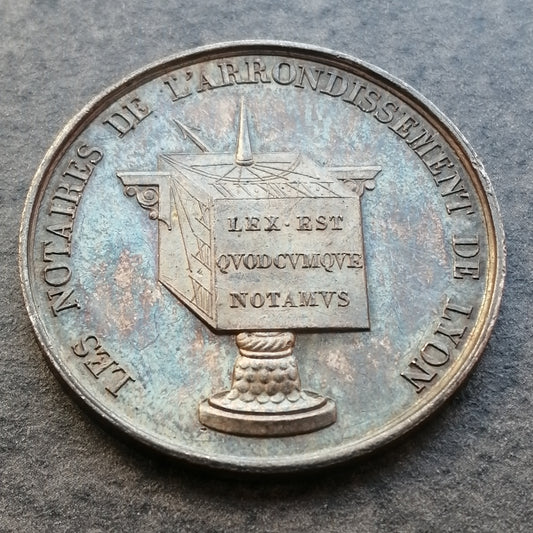 LES NOTAIRES DE L'ARRONDISSEMENT DE LYON
LEX · EST
QVODCVMQVE
NOTAMVS